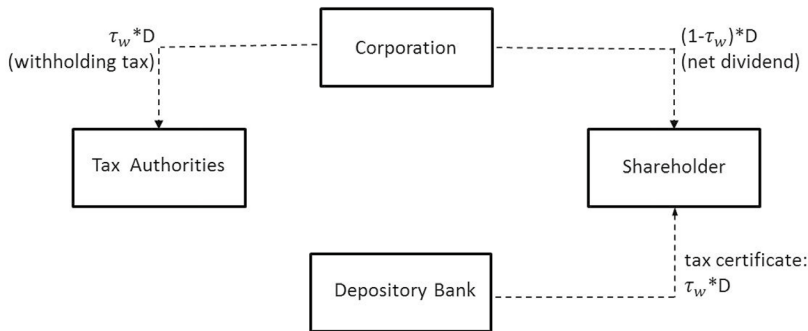 τ_w*D
(withholding tax)
Corporation
(1-τ_w)*D
(net dividend)
Tax Authorities
Shareholder
Depository Bank
tax certificate:
τ_w*D